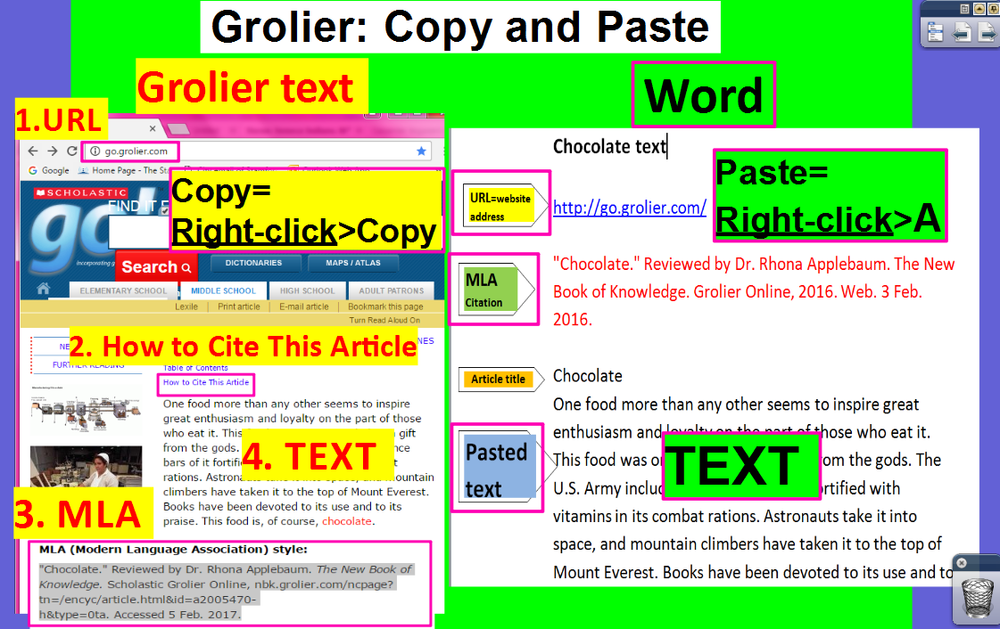 Grolier: Copy and Paste
Grolier text
1.URL
go.grolier.com
Google
Home Page - The Sta
Copy=
Right-click>Copy
SCHOLASTIC
FIND IT
go!
incorporating
Search
DICTIONARIES
MAPS / ATLAS
ELEMENTARY SCHOOL
MIDDLE SCHOOL
HIGH SCHOOL
ADULT PATRONS
Lexile
Print article
E-mail article
Bookmark this page
Turn Read Aloud On
2. How to Cite This Article
FURTHER READING
Table of Contents
How to Cite This Article
One food more than any other seems to inspire
great enthusiasm and loyalty on the part of those
who eat it. gift
from the gods.
bars of it
rations. mountain
climbers have taken it to the top of Mount Everest.
Books have been devoted to its use and to its
praise. This food is, of course, chocolate.
4. TEXT
3. MLA
MLA (Modern Language Association) style:
"Chocolate." Reviewed by Dr. Rhona Applebaum. The New Book of
Knowledge. Scholastic Grolier Online, nbk.grolier.com/ncpage?
tn=/encyc/article.html&id=a2005470-
h&type=0ta. Accessed 5 Feb. 2017.
Word
Chocolate text
Paste=
Right-click>A
URL=website
address
http://go.grolier.com/
MLA
Citation
"Chocolate." Reviewed by Dr. Rhona Applebaum. The New
Book of Knowledge. Grolier Online, 2016. Web. 3 Feb.
2016.
Article title
Chocolate
Pasted
text
One food more than any other seems to inspire great
enthusiasm and loyalty on the part of those who eat it.
This food was from the gods. The
U.S. Army fortified with
vitamins in its combat rations. Astronauts take it into
space, and mountain climbers have taken it to the top of
Mount Everest. Books have been devoted to its use and to
TEXT